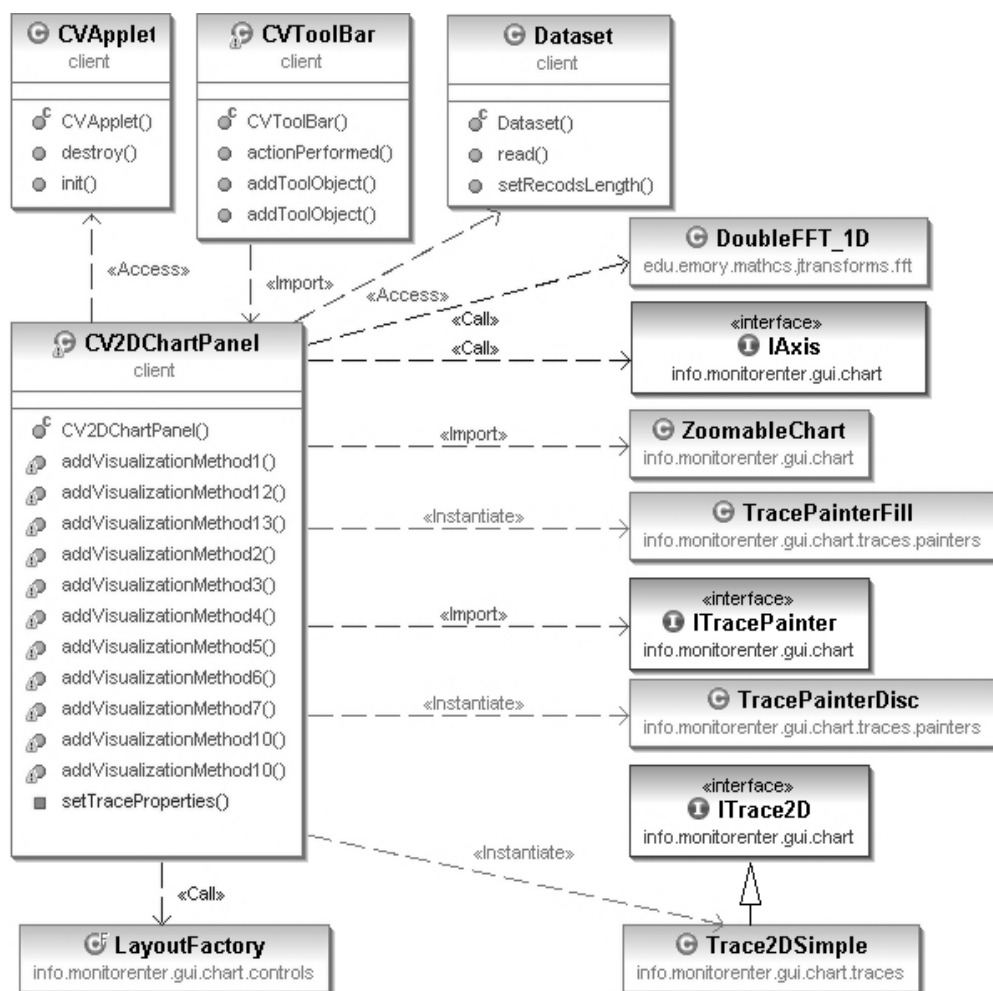 CVApplet
client
CVApplet()
destroy()
init()
CVToolBar
client
CVToolBar()
actionPerformed()
addToolObject()
addToolObject()
Dataset
client
Dataset()
read()
setRecodsLength()
«Access»
«Import»
«Access»
«Call»
«Call»
DoubleFFT_1D
edu.emory.mathcs.jtransforms.fft
«interface»
IAxis
info.monitorenter.gui.chart
CV2DChartPanel
client
CV2DChartPanel()
addVisualizationMethod1()
addVisualizationMethod12()
addVisualizationMethod13()
addVisualizationMethod2()
addVisualizationMethod3()
addVisualizationMethod4()
addVisualizationMethod5()
addVisualizationMethod6()
addVisualizationMethod7()
addVisualizationMethod10()
addVisualizationMethod10()
setTraceProperties()
«Import»
ZoomableChart
info.monitorenter.gui.chart
«Instantiate»
TracePainterFill
info.monitorenter.gui.chart.traces.painters
«Import»
«interface»
ITracePainter
info.monitorenter.gui.chart
«Instantiate»
TracePainterDisc
info.monitorenter.gui.chart.traces.painters
«interface»
ITrace2D
info.monitorenter.gui.chart
«Instantiate»
«Call»
LayoutFactory
info.monitorenter.gui.chart.controls
Trace2DSimple
info.monitorenter.gui.chart.traces